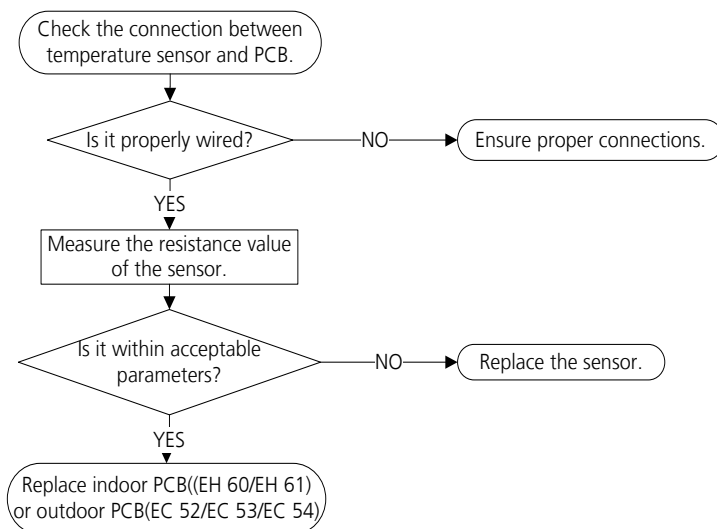 Check the connection between
temperature sensor and PCB.
Is it properly wired?
NO
Ensure proper connections.
YES
Measure the resistance value
of the sensor.
Is it within acceptable
parameters?
NO
Replace the sensor.
YES
Replace indoor PCB((EH 60/EH 61)
or outdoor PCB(EC 52/EC 53/EC 54)